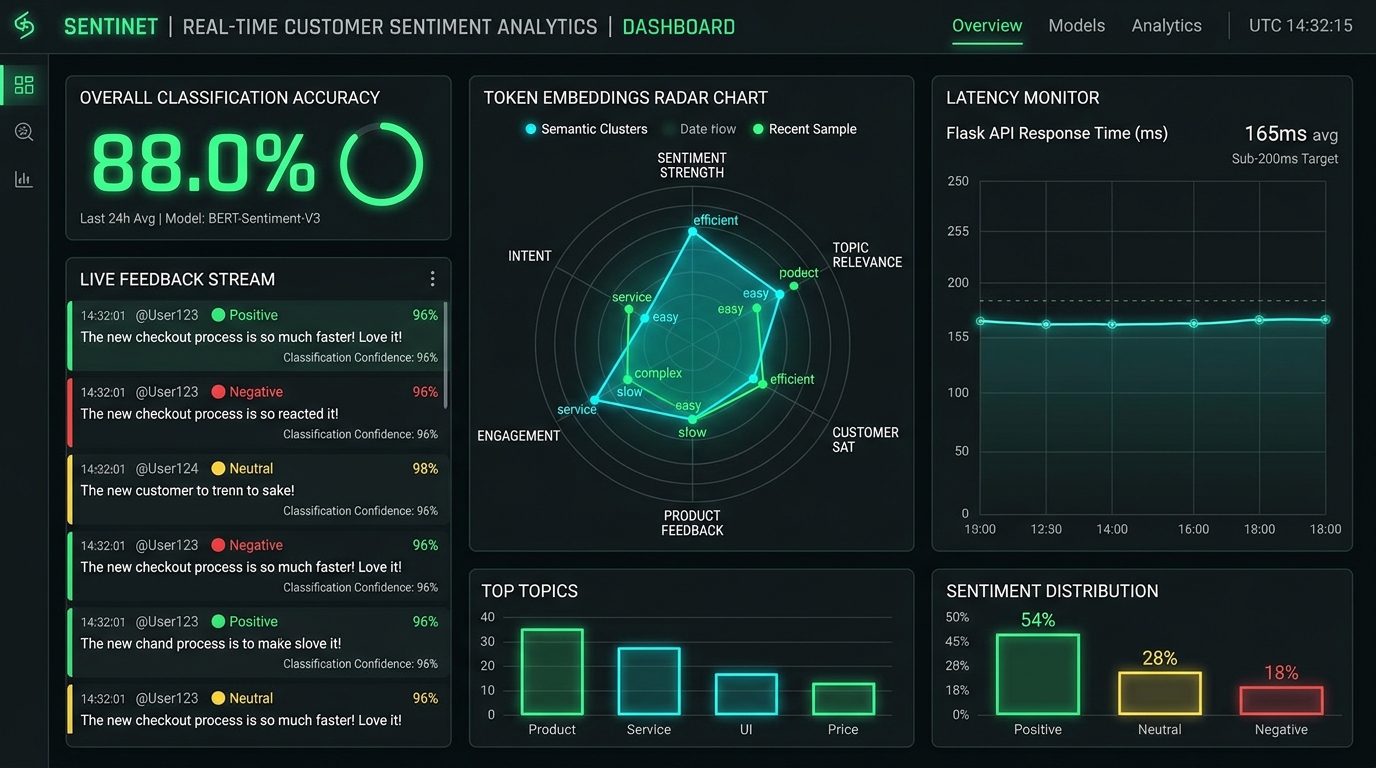 SENTINET | REAL-TIME CUSTOMER SENTIMENT ANALYTICS | DASHBOARD
Overview
Models
Analytics
UTC 14:32:15
OVERALL CLASSIFICATION ACCURACY
88.0%
Last 24h Avg | Model: BERT-Sentiment-V3
LIVE FEEDBACK STREAM
14:32:01 @User123 Positive 96%
The new checkout process is so much faster! Love it!
Classification Confidence: 96%
14:32:01 @User123 Negative 96%
The new checkout process is so reacted it!
Classification Confidence: 96%
14:32:01 @User124 Neutral 98%
The new customer to trenn to sake!
Classification Confidence: 96%
14:32:01 @User123 Negative 96%
The new checkout process is so much faster! Love it!
Classification Confidence: 96%
14:32:01 @User123 Positive 96%
The new chand process is to make slove it!
Classification Confidence: 96%
14:32:01 @User123 Neutral 96%
The new checkout process is so much faster! Love it!
TOKEN EMBEDDINGS RADAR CHART
Semantic Clusters
Date
Recent Sample
SENTIMENT
STRENGTH
efficient
INTENT
TOPIC
RELEVANCE
poduct
easy
service
easy
easy
complex
efficient
slow
easy
service
slow
ENGAGEMENT
CUSTOMER
SAT
PRODUCT
FEEDBACK
LATENCY MONITOR
Flask API Response Time (ms)
165ms avg
Sub-200ms Target
250
255
200
155
100
50
0
13:00 12:30 14:00 16:00 18:00 18:00
TOP TOPICS
40
30
20
10
0
Product Service UI Price
SENTIMENT DISTRIBUTION
50%
45%
28%
18%
0%
54%
28%
18%
Positive Neutral Negative